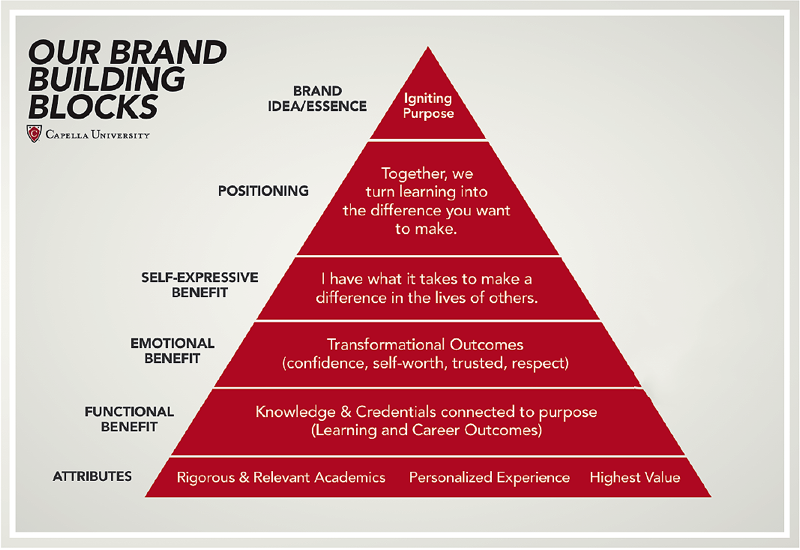 OUR BRAND
BUILDING
BLOCKS
CAPELLA UNIVERSITY
BRAND
IDEA/ESSENCE
Igniting
Purpose
POSITIONING
Together, we
turn learning into
the difference you want
to make.
SELF-EXPRESSIVE
BENEFIT
I have what it takes to make a
difference in the lives of others.
EMOTIONAL
BENEFIT
Transformational Outcomes
(confidence, self-worth, trusted, respect)
FUNCTIONAL
BENEFIT
Knowledge & Credentials connected to purpose
(Learning and Career Outcomes)
ATTRIBUTES
Rigorous & Relevant Academics Personalized Experience Highest Value